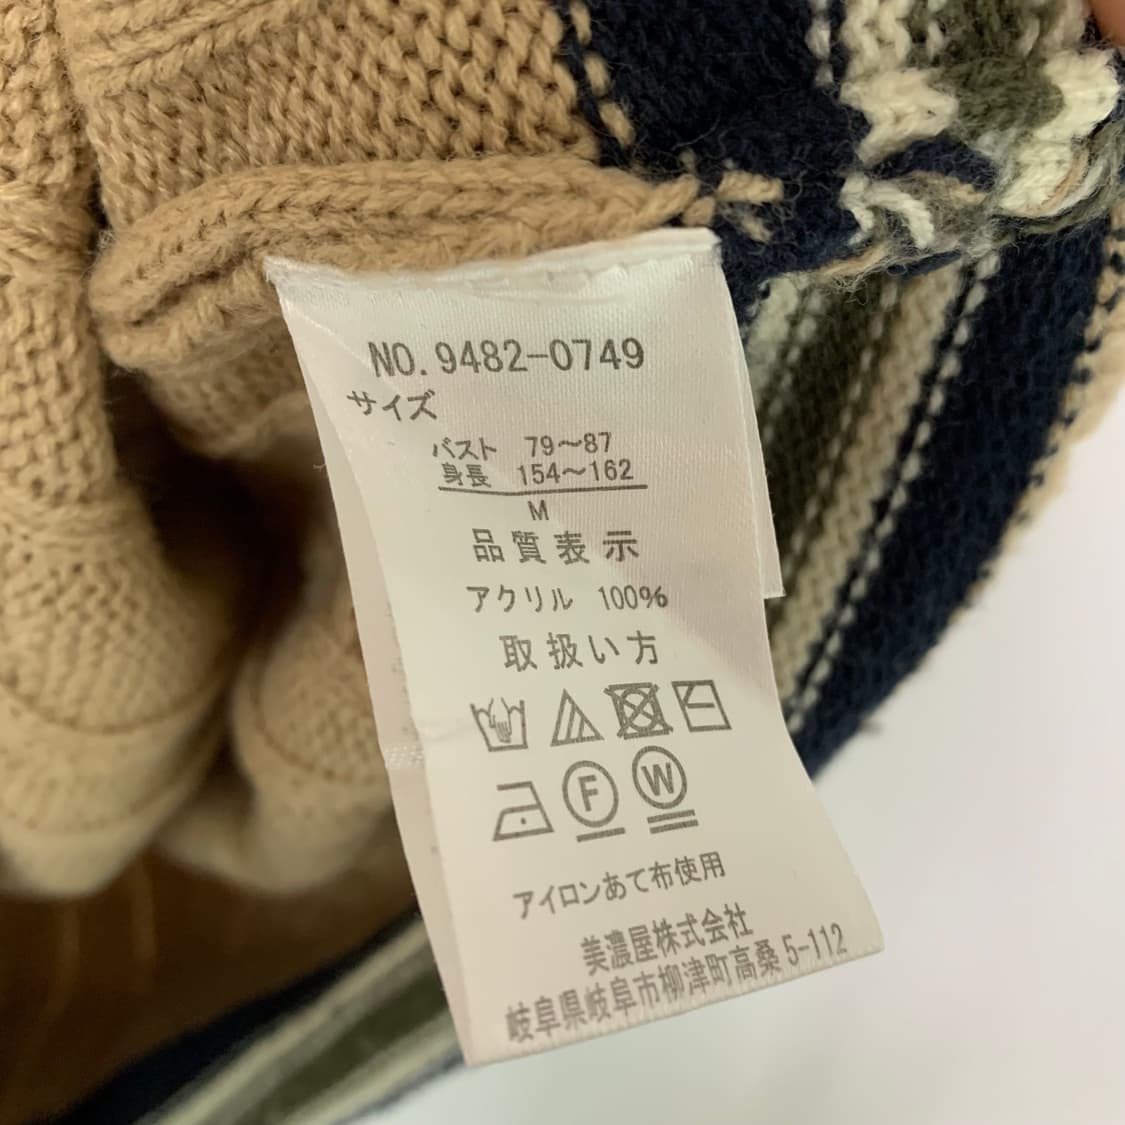 NO.9482-0749
サイズ
バスト 79～87
身長 154～162
M
品質表示
アクリル 100%
取扱い方
F W
アイロンあて布使用
美濃屋株式会社
岐阜県岐阜市柳津町高桑5-112